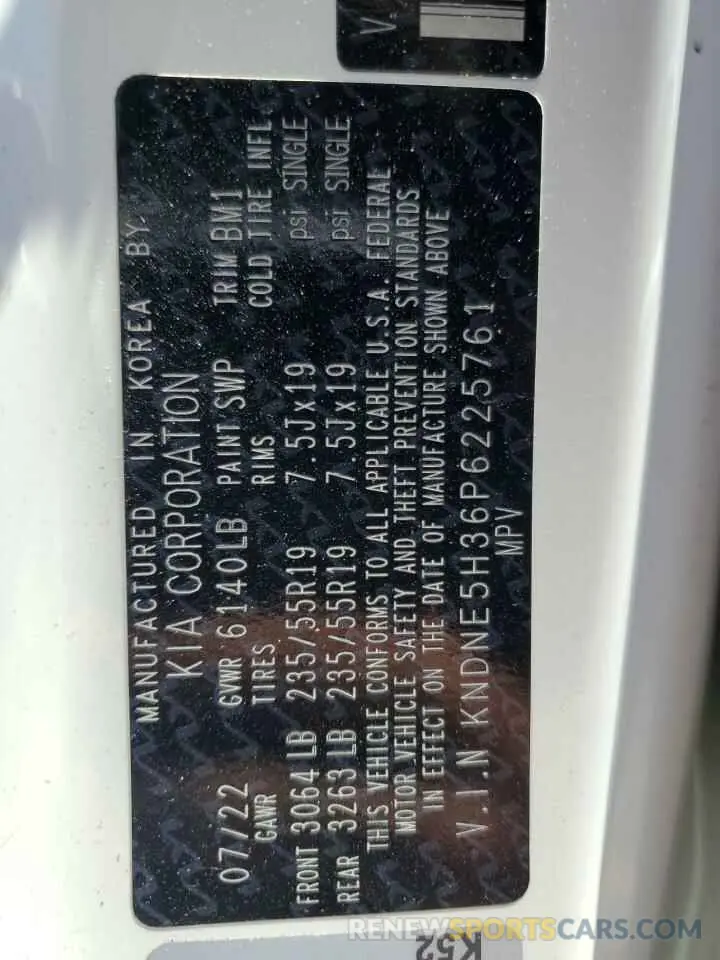 V.
MANUFACTURED IN KOREA BY
KIA CORPORATION
07/22 GVWR 6140LB PAINT SWP TRIM BM1
GAWR TIRES RIMS COLD TIRE INFL
FRONT 3064LB 235/55R19 7.5Jx19 psi SINGLE
REAR 3263LB 235/55R19 7.5Jx19 psi SINGLE
THIS VEHICLE CONFORMS TO ALL APPLICABLE U.S.A. FEDERAL
MOTOR VEHICLE SAFETY AND THEFT PREVENTION STANDARDS
IN EFFECT ON THE DATE OF MANUFACTURE SHOWN ABOVE
V.I.N KNDNE5H36P6225761
MPV
K52
RENEWSPORTSCARS.COM